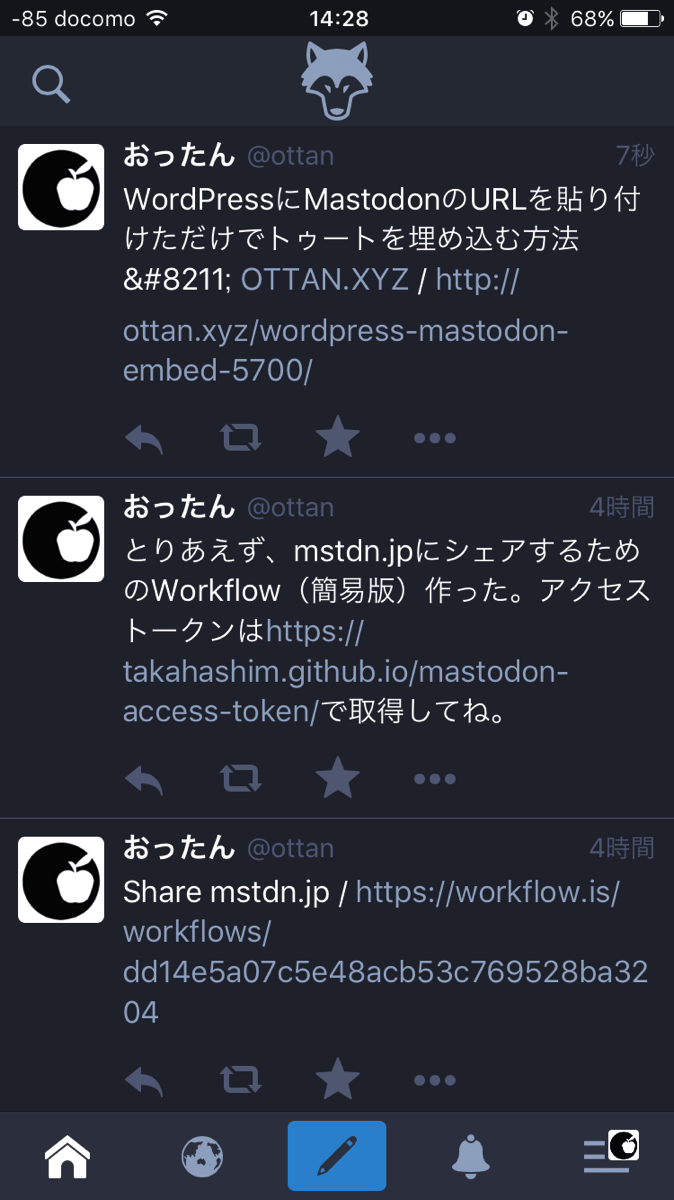 -85 docomo 14:28 68%
おったん @ottan 7秒
WordPressにMastodonのURLを貼り付
けただけでトゥートを埋め込む方法
&#8211; OTTAN.XYZ / http://
ottan.xyz/wordpress-mastodon-
embed-5700/
おったん @ottan 4時間
とりあえず、mstdn.jpにシェアするため
のWorkflow（簡易版）作った。アクセス
トークンはhttps://
takahashim.github.io/mastodon-
access-token/で取得してね。
おったん @ottan 4時間
Share mstdn.jp / https://workflow.is/
workflows/
dd14e5a07c5e48acb53c769528ba32
04